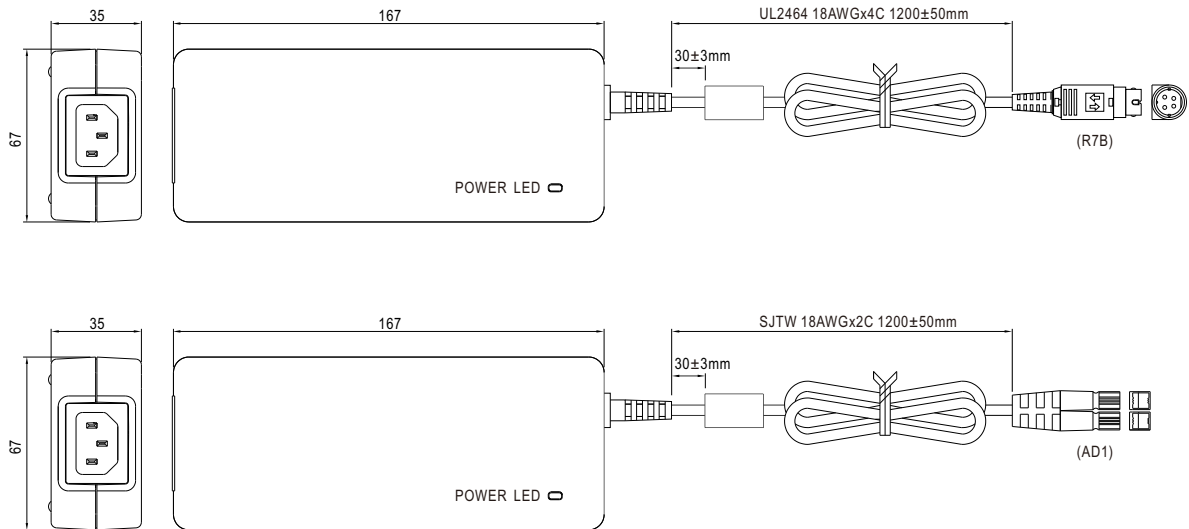 35
167
UL2464 18AWGx4C 1200±50mm
30±3mm
67
(R7B)
POWER LED
35
167
SJTW 18AWGx2C 1200±50mm
30±3mm
67
(AD1)
POWER LED